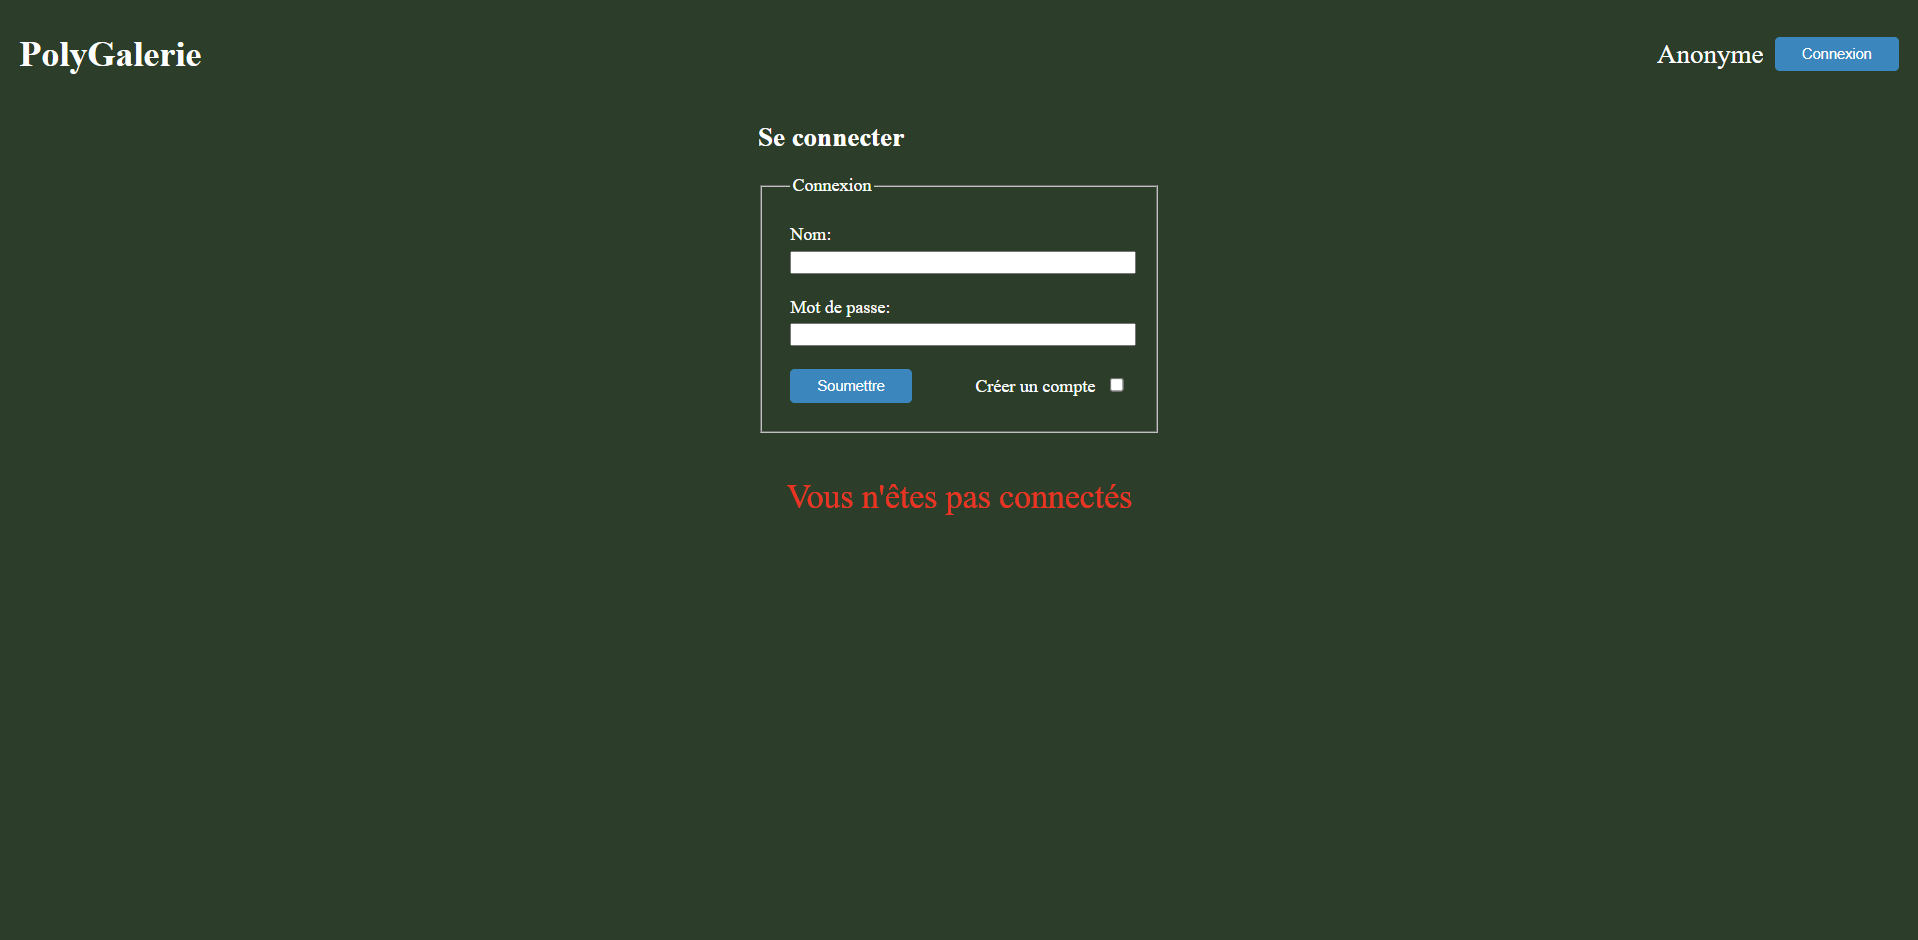 PolyGalerie
Anonyme Connexion
Se connecter
Connexion
Nom:
Mot de passe:
Soumettre Créer un compte
Vous n'êtes pas connectés